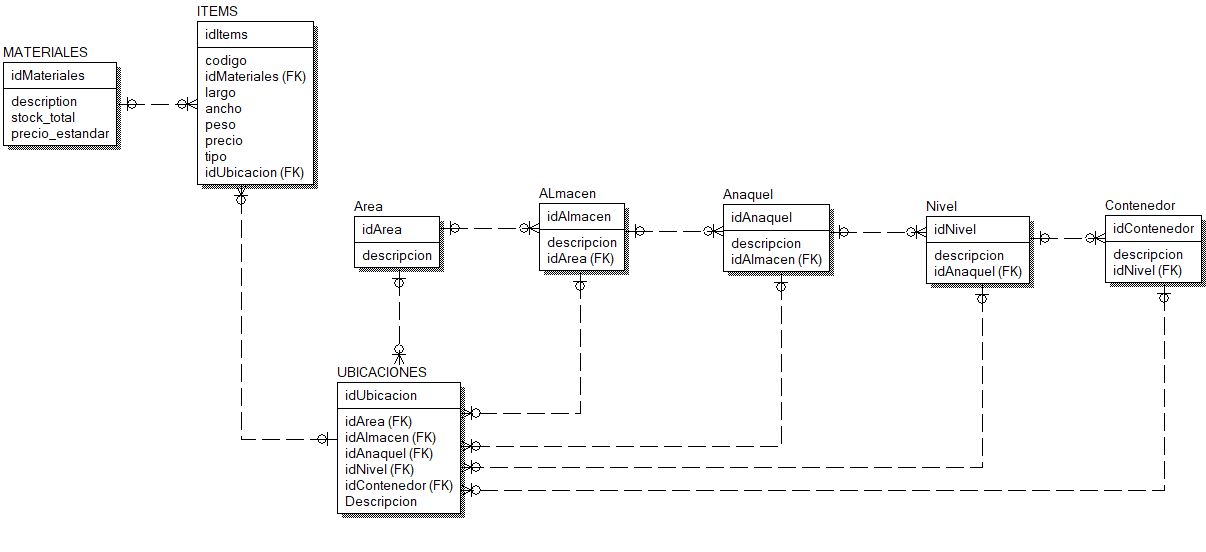 MATERIALES
idMateriales
description
stock_total
precio_estandar
ITEMS
idItems
codigo
idMateriales (FK)
largo
ancho
peso
precio
tipo
idUbicacion (FK)
Area
idArea
descripcion
ALmacen
idAlmacen
descripcion
idArea (FK)
Anaquel
idAnaquel
descripcion
idAlmacen (FK)
Nivel
idNivel
descripcion
idAnaquel (FK)
Contenedor
idContenedor
descripcion
idNivel (FK)
UBICACIONES
idUbicacion
idArea (FK)
idAlmacen (FK)
idAnaquel (FK)
idNivel (FK)
idContenedor (FK)
Descripcion